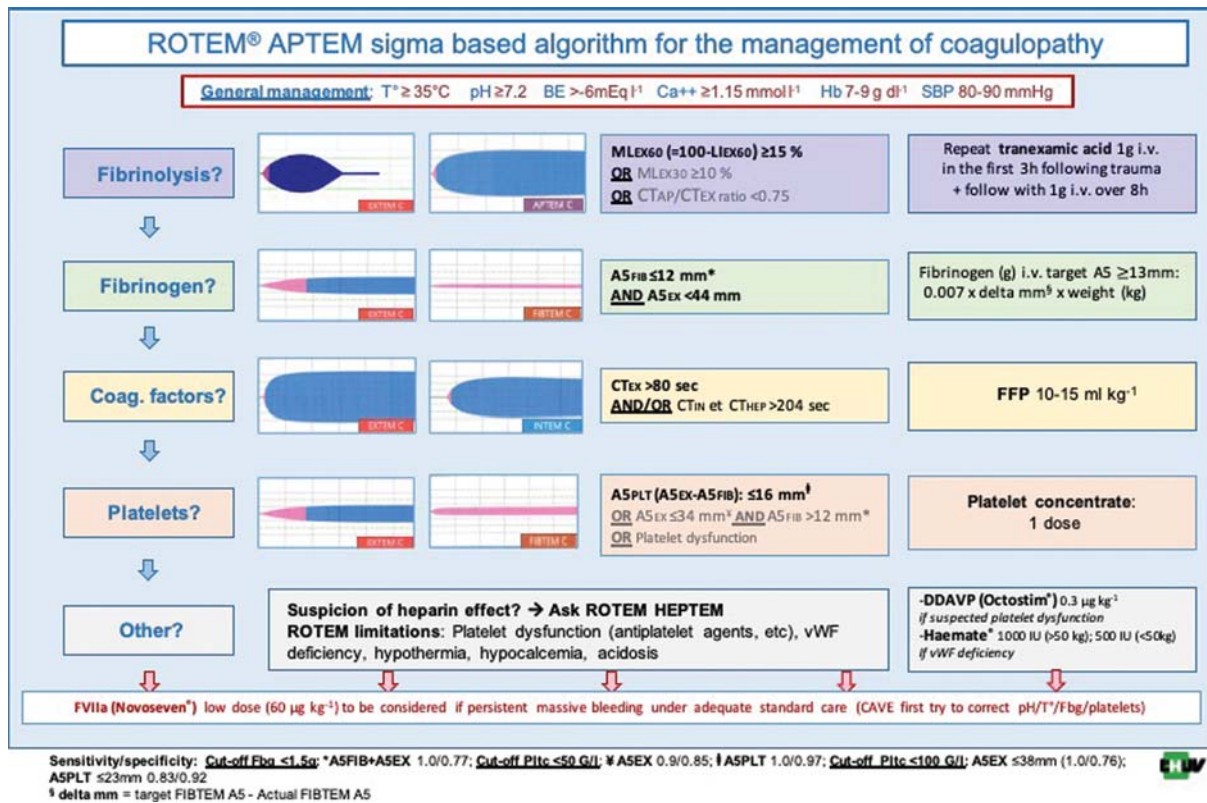 ROTEM® APTEM sigma based algorithm for the management of coagulopathy
General management: T° ≥ 35°C pH ≥7.2 BE >-6mEq l-1 Ca++ ≥1.15 mmol l-1 Hb 7-9 g dl-1 SBP 80-90 mmHg
Fibrinolysis?
EXTEM C
APTEM C
MLEX60 (=100-LIEX60) ≥15 %
OR MLEX30 ≥10 %
OR CTAP/CTEX ratio <0.75
Repeat tranexamic acid 1g i.v.
in the first 3h following trauma
+ follow with 1g i.v. over 8h
Fibrinogen?
EXTEM C
FIBTEM C
A5FIB ≤12 mm*
AND A5EX <44 mm
Fibrinogen (g) i.v. target A5 ≥13mm:
0.007 x delta mm§ x weight (kg)
Coag. factors?
EXTEM C
INTEM C
CTEX >80 sec
AND/OR CTIN et CTHEP >204 sec
FFP 10-15 ml kg-1
Platelets?
EXTEM C
FIBTEM C
A5PLT (A5EX-A5FIB): ≤16 mmǂ
OR A5EX ≤34 mm¥ AND A5FIB >12 mm*
OR Platelet dysfunction
Platelet concentrate:
1 dose
Other?
Suspicion of heparin effect? → Ask ROTEM HEPTEM
ROTEM limitations: Platelet dysfunction (antiplatelet agents, etc), vWF
deficiency, hypothermia, hypocalcemia, acidosis
-DDAVP (Octostim®) 0.3 µg kg-1
if suspected platelet dysfunction
-Haemate® 1000 IU (>50 kg); 500 IU (<50kg)
if vWF deficiency
FVIIa (Novoseven®) low dose (60 µg kg-1) to be considered if persistent massive bleeding under adequate standard care (CAVE first try to correct pH/T°/Fbg/platelets)
Sensitivity/specificity: Cut-off Fbg <1.5g: *A5FIB+A5EX 1.0/0.77; Cut-off Pltc <50 G/l: ¥ A5EX 0.9/0.85; ǂ A5PLT 1.0/0.97; Cut-off Pltc <100 G/l: A5EX ≤38mm (1.0/0.76);
A5PLT ≤23mm 0.83/0.92
§ delta mm = target FIBTEM A5 - Actual FIBTEM A5
CHUV